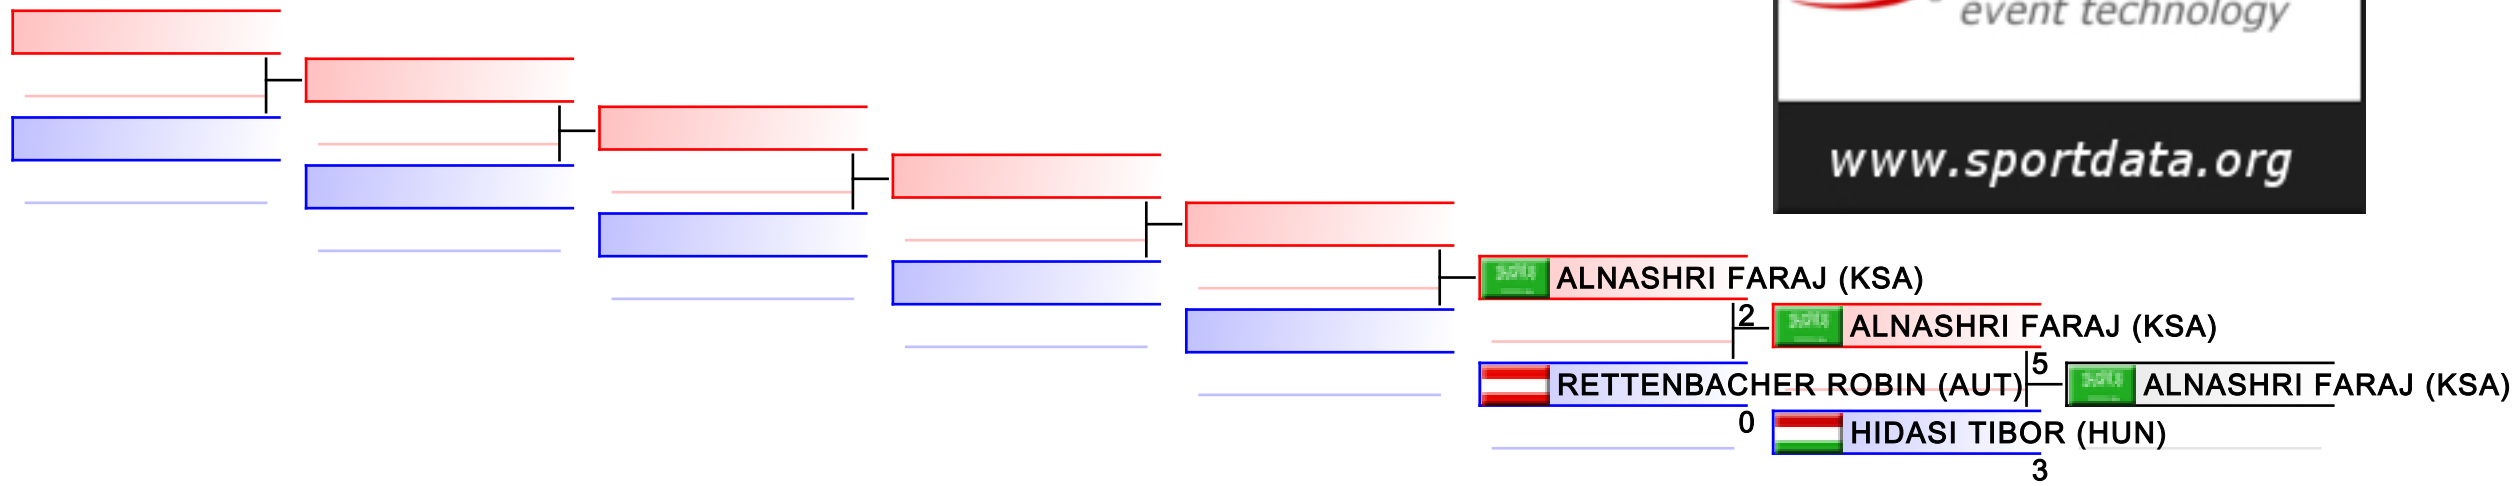 event technology
www.sportdata.org
ALNASHRI FARAJ (KSA)
2
ALNASHRI FARAJ (KSA)
5
RETTENBACHER ROBIN (AUT)
ALNASHRI FARAJ (KSA)
0
HIDASI TIBOR (HUN)
3